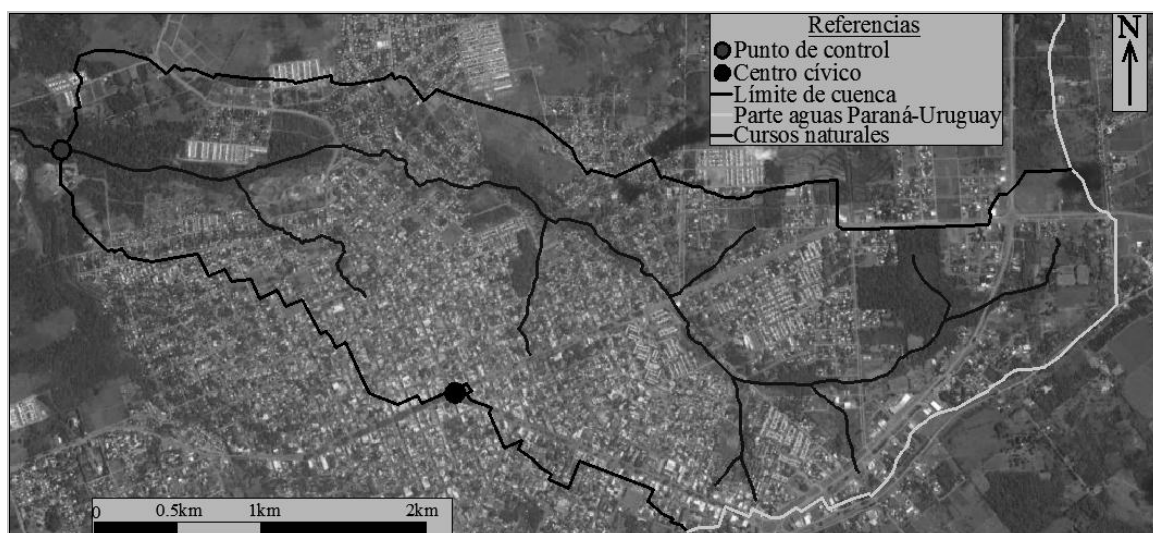 Referencias
Punto de control
Centro cívico
Límite de cuenca
Parte aguas Paraná-Uruguay
Cursos naturales
N
0 0.5km 1km 2km